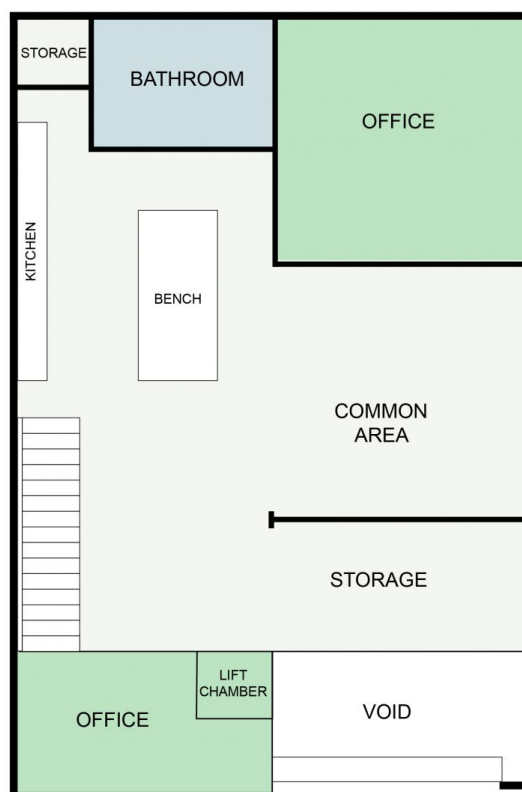 STORAGE
BATHROOM
OFFICE
KITCHEN
BENCH
COMMON
AREA
STORAGE
LIFT
CHAMBER
OFFICE
VOID